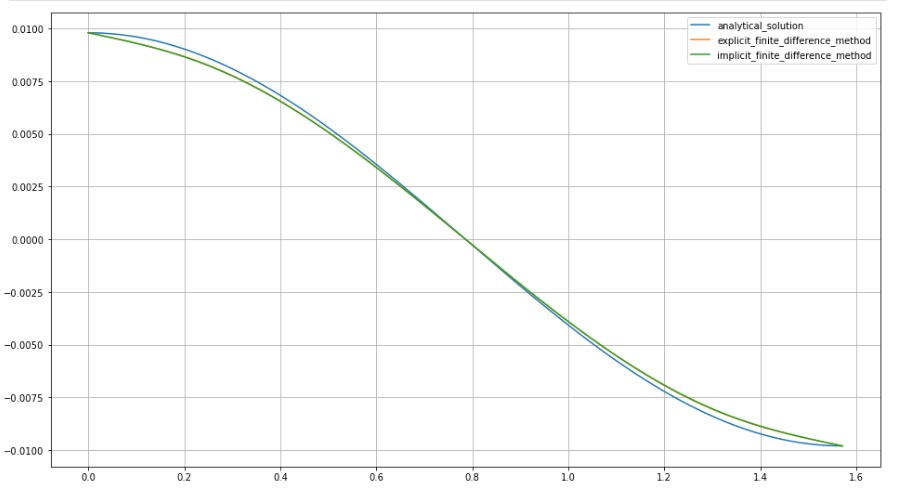 analytical_solution
explicit_finite_difference_method
implicit_finite_difference_method
0.0100
0.0075
0.0050
0.0025
0.0000
−0.0025
−0.0050
−0.0075
−0.0100
0.0 0.2 0.4 0.6 0.8 1.0 1.2 1.4 1.6